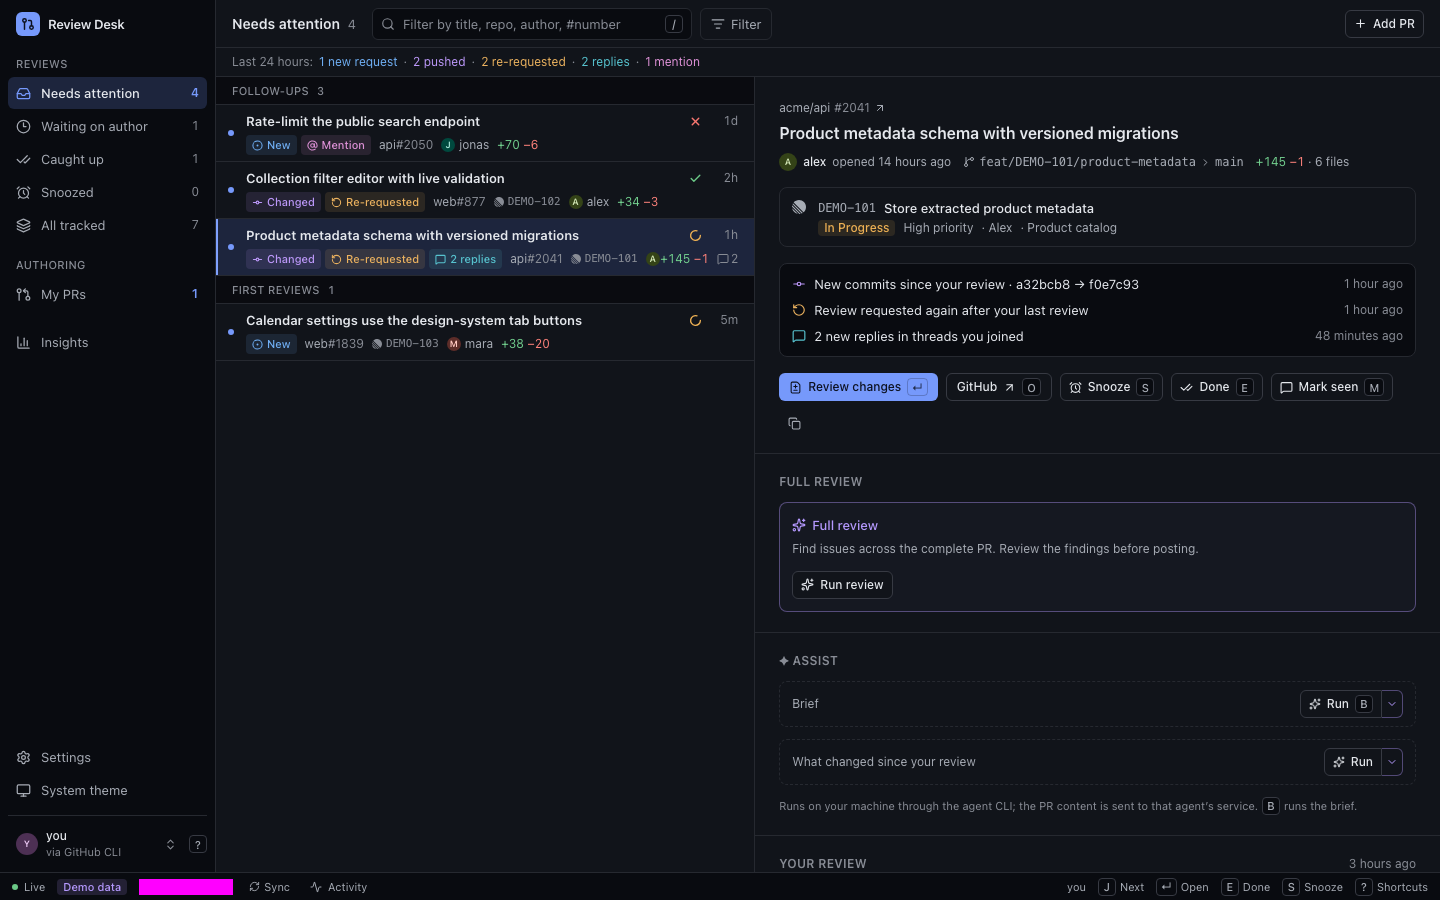 Review Desk
REVIEWS
Needs attention 4
Waiting on author 1
Caught up 1
Snoozed 0
All tracked 7
AUTHORING
My PRs 1
Insights
Settings
System theme
Y you
via GitHub CLI ?
Needs attention 4
Filter by title, repo, author, #number /
Filter
Add PR
Last 24 hours: 1 new request · 2 pushed · 2 re-requested · 2 replies · 1 mention
FOLLOW-UPS 3
Rate-limit the public search endpoint 1d
New Mention api#2050 J jonas +70 −6
Collection filter editor with live validation 2h
Changed Re-requested web#877 DEMO-102 A alex +34 −3
Product metadata schema with versioned migrations 1h
Changed Re-requested 2 replies api#2041 DEMO-101 A +145 −1 2
FIRST REVIEWS 1
Calendar settings use the design-system tab buttons 5m
New web#1839 DEMO-103 M mara +38 −20
acme/api #2041
Product metadata schema with versioned migrations
A alex opened 14 hours ago feat/DEMO-101/product-metadata › main +145 −1 · 6 files
DEMO-101 Store extracted product metadata
In Progress High priority · Alex · Product catalog
New commits since your review · a32bcb8 → f0e7c93 1 hour ago
Review requested again after your last review 1 hour ago
2 new replies in threads you joined 48 minutes ago
Review changes GitHub O Snooze S Done E Mark seen M
FULL REVIEW
Full review
Find issues across the complete PR. Review the findings before posting.
Run review
ASSIST
Brief Run B
What changed since your review Run
Runs on your machine through the agent CLI; the PR content is sent to that agent's service. B runs the brief.
YOUR REVIEW 3 hours ago
Live Demo data Sync Activity you J Next Open E Done S Snooze ? Shortcuts